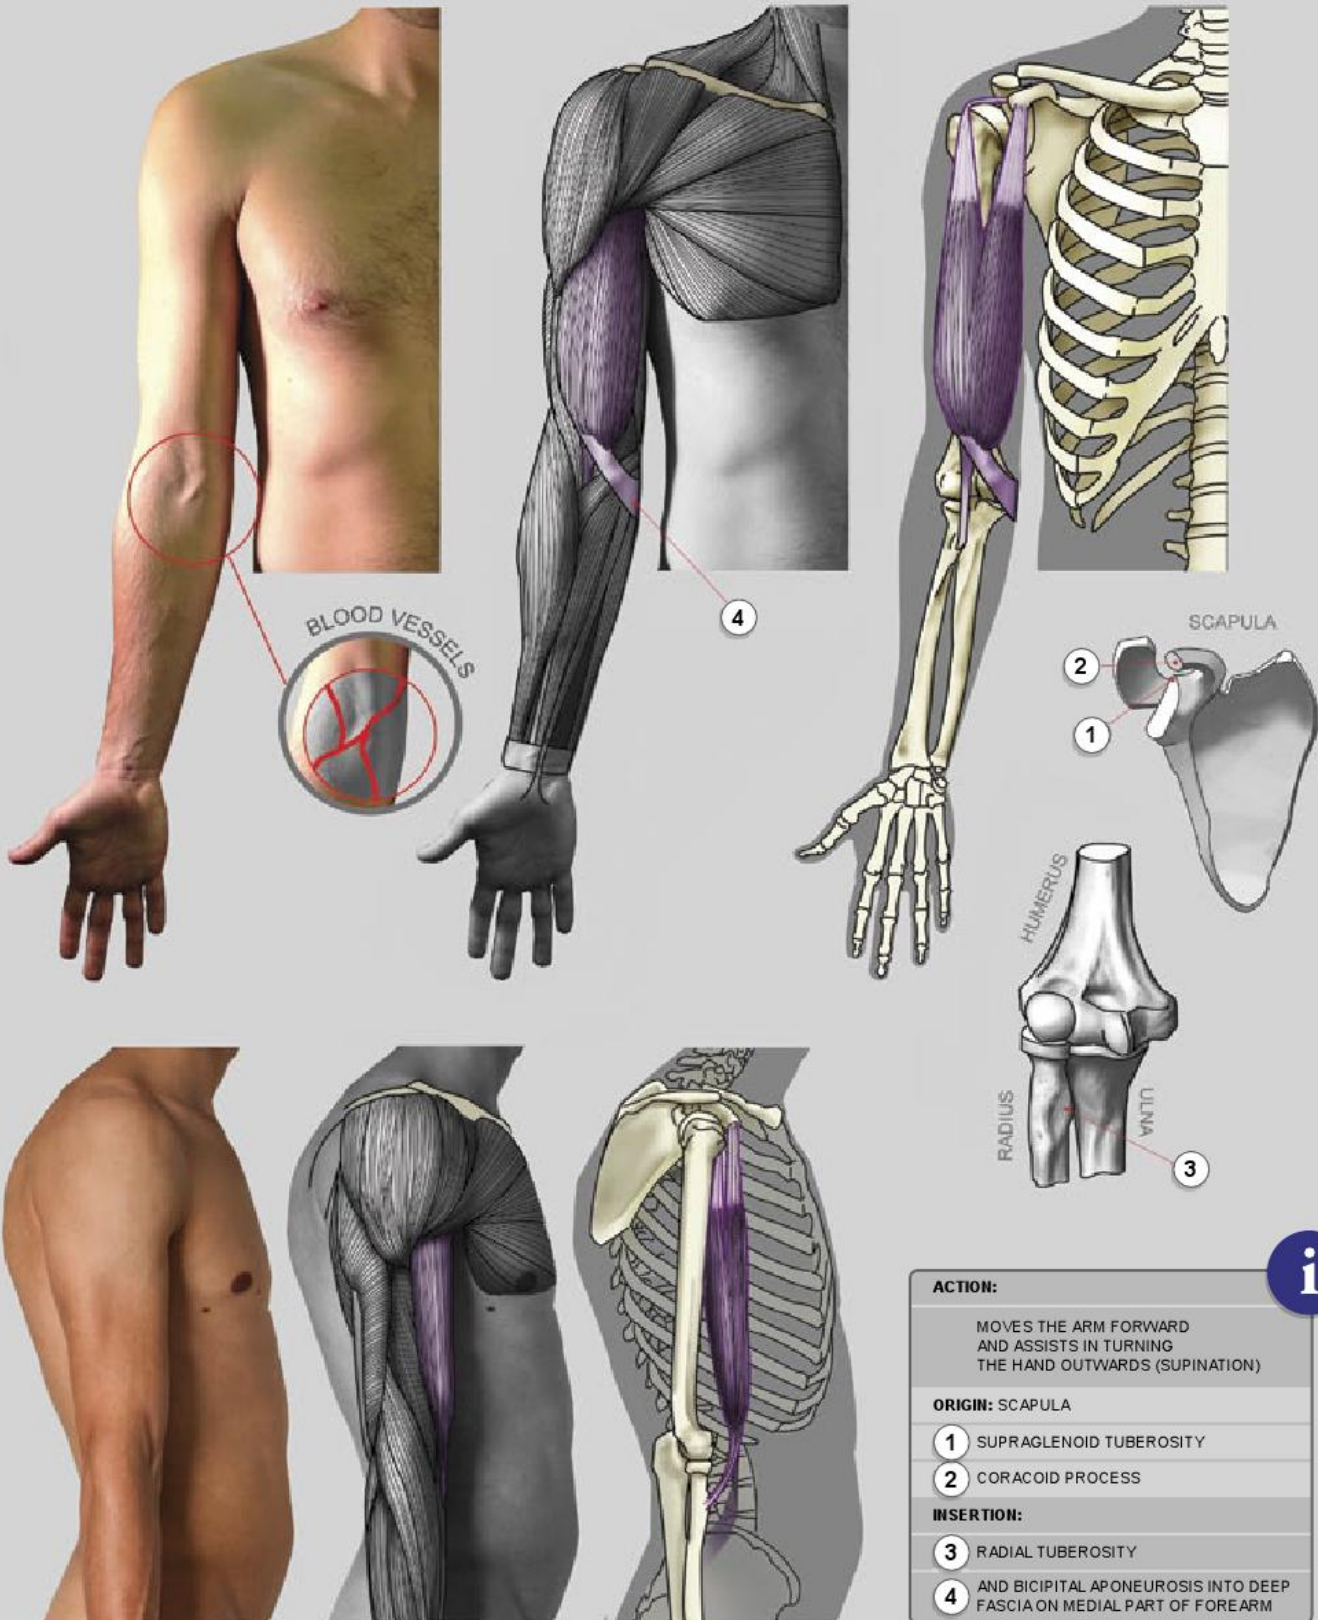 BLOOD VESSELS
4
SCAPULA
2
1
HUMERUS
RADIUS
ULNA
3
i
ACTION:
MOVES THE ARM FORWARD
AND ASSISTS IN TURNING
THE HAND OUTWARDS (SUPINATION)
ORIGIN: SCAPULA
1 SUPRAGLENOID TUBEROSITY
2 CORACOID PROCESS
INSERTION:
3 RADIAL TUBEROSITY
4 AND BICIPITAL APONEUROSIS INTO DEEP
FASCIA ON MEDIAL PART OF FOREARM